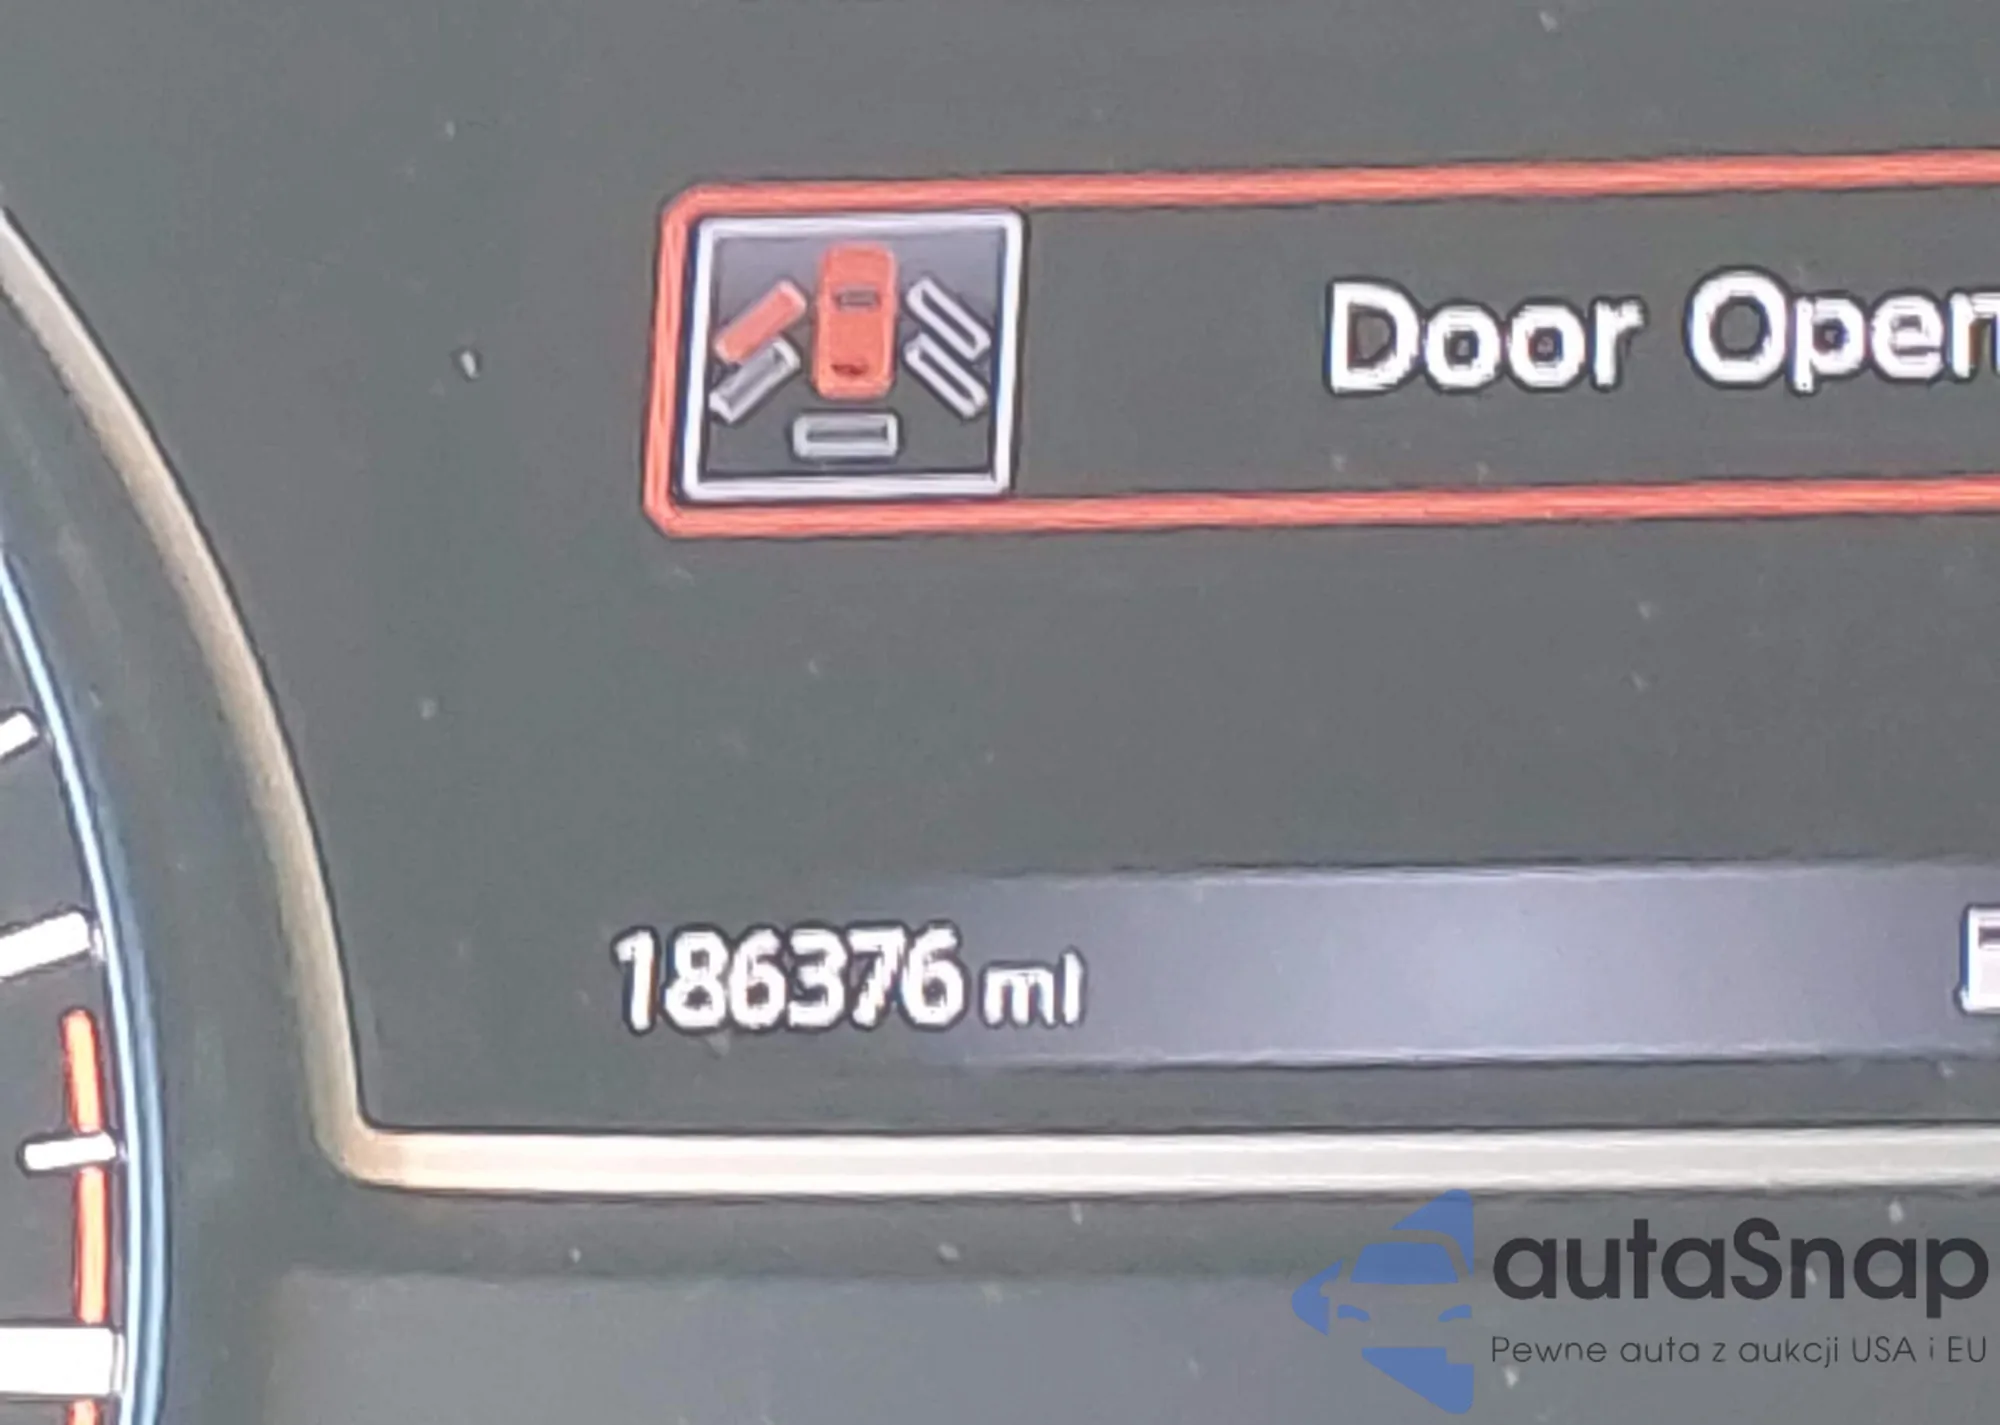 Door Open
186376 mi
autaSnap
Pewne auta z aukcji USA i EU